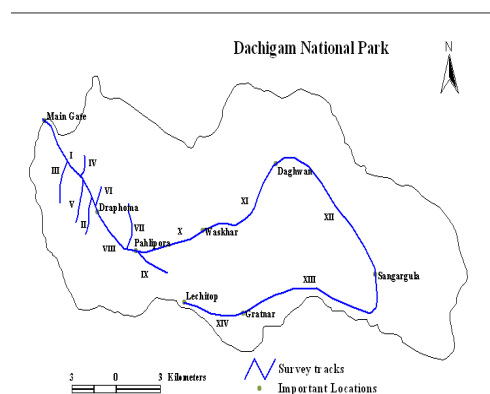 Dachigam National Park
N
Main Gate
I
IV
III
VI
V
Draphoma
II
VII
VIII
Pahlipora
X
Waskhar
IX
XI
Daghwan
XII
Sangargula
XIII
Lechitop
Gratnar
XIV
3 0 3 Kilometers
Survey tracks
Important Locations